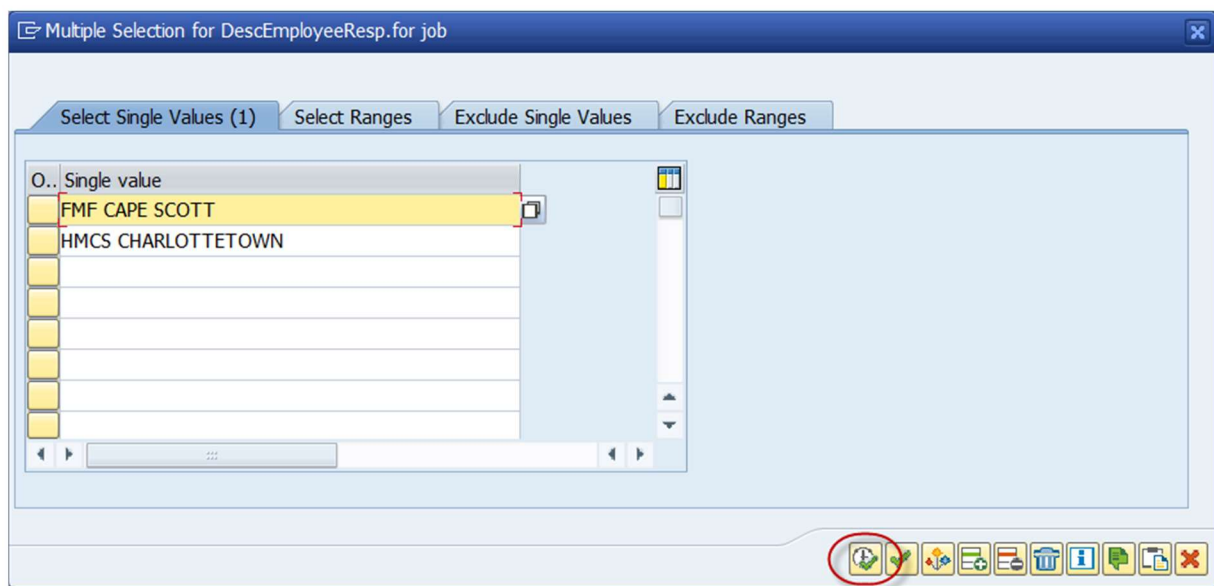 Multiple Selection for DescEmployeeResp.for job
Select Single Values (1) Select Ranges Exclude Single Values Exclude Ranges
O.. Single value
FMF CAPE SCOTT
HMCS CHARLOTTETOWN